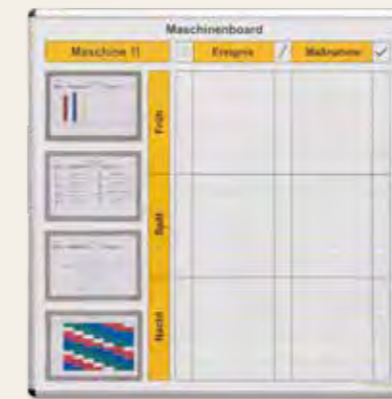 Maschinenboard
Maschine 11 Ereignis Maßnahme
Früh
Spät
Nacht